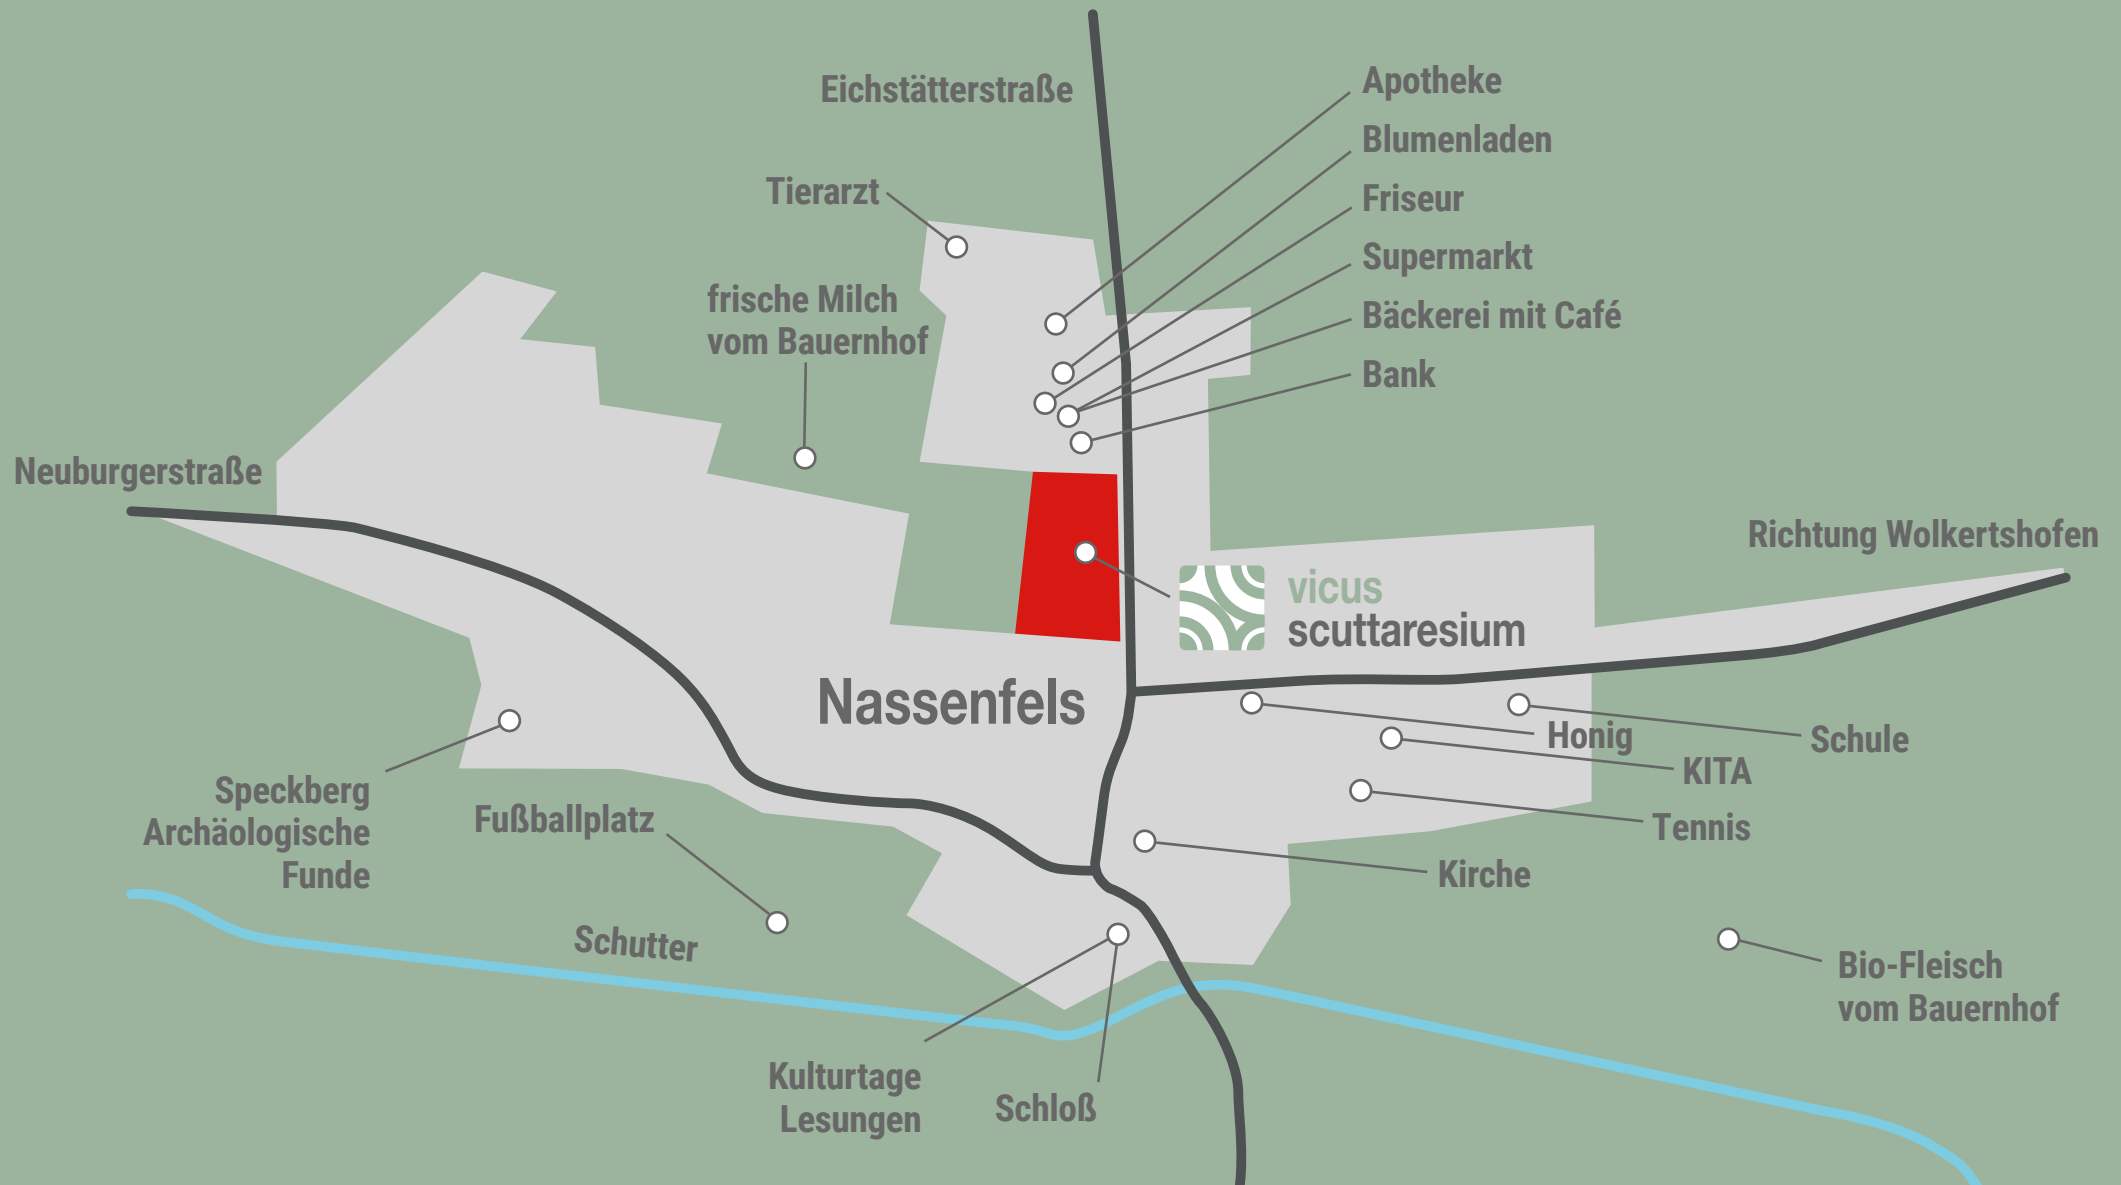 Eichstätterstraße
Apotheke
Blumenladen
Tierarzt
Friseur
Supermarkt
frische Milch
vom Bauernhof
Bäckerei mit Café
Bank
Neuburgerstraße
Richtung Wolkertshofen
vicus
scuttaresium
Nassenfels
Honig
Schule
KITA
Speckberg
Archäologische
Funde
Fußballplatz
Tennis
Kirche
Schutter
Bio-Fleisch
vom Bauernhof
Kulturtage
Lesungen
Schloß